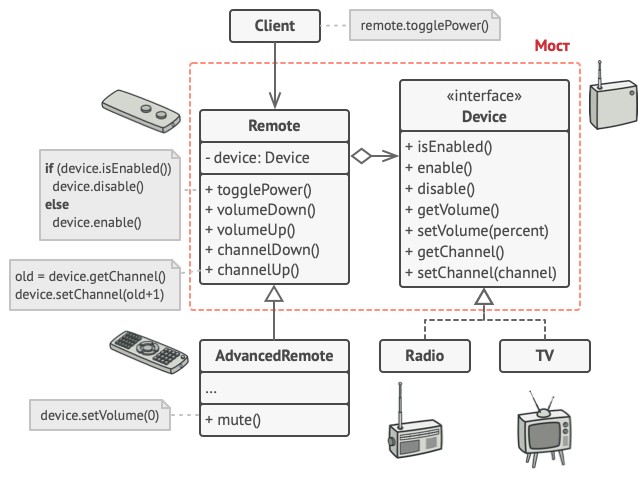 Client
remote.togglePower()
Мост
Remote
- device: Device
+ togglePower()
+ volumeDown()
+ volumeUp()
+ channelDown()
+ channelUp()
«interface»
Device
+ isEnabled()
+ enable()
+ disable()
+ getVolume()
+ setVolume(percent)
+ getChannel()
+ setChannel(channel)
if (device.isEnabled())
device.disable()
else
device.enable()
old = device.getChannel()
device.setChannel(old+1)
AdvancedRemote
...
+ mute()
Radio
TV
device.setVolume(0)